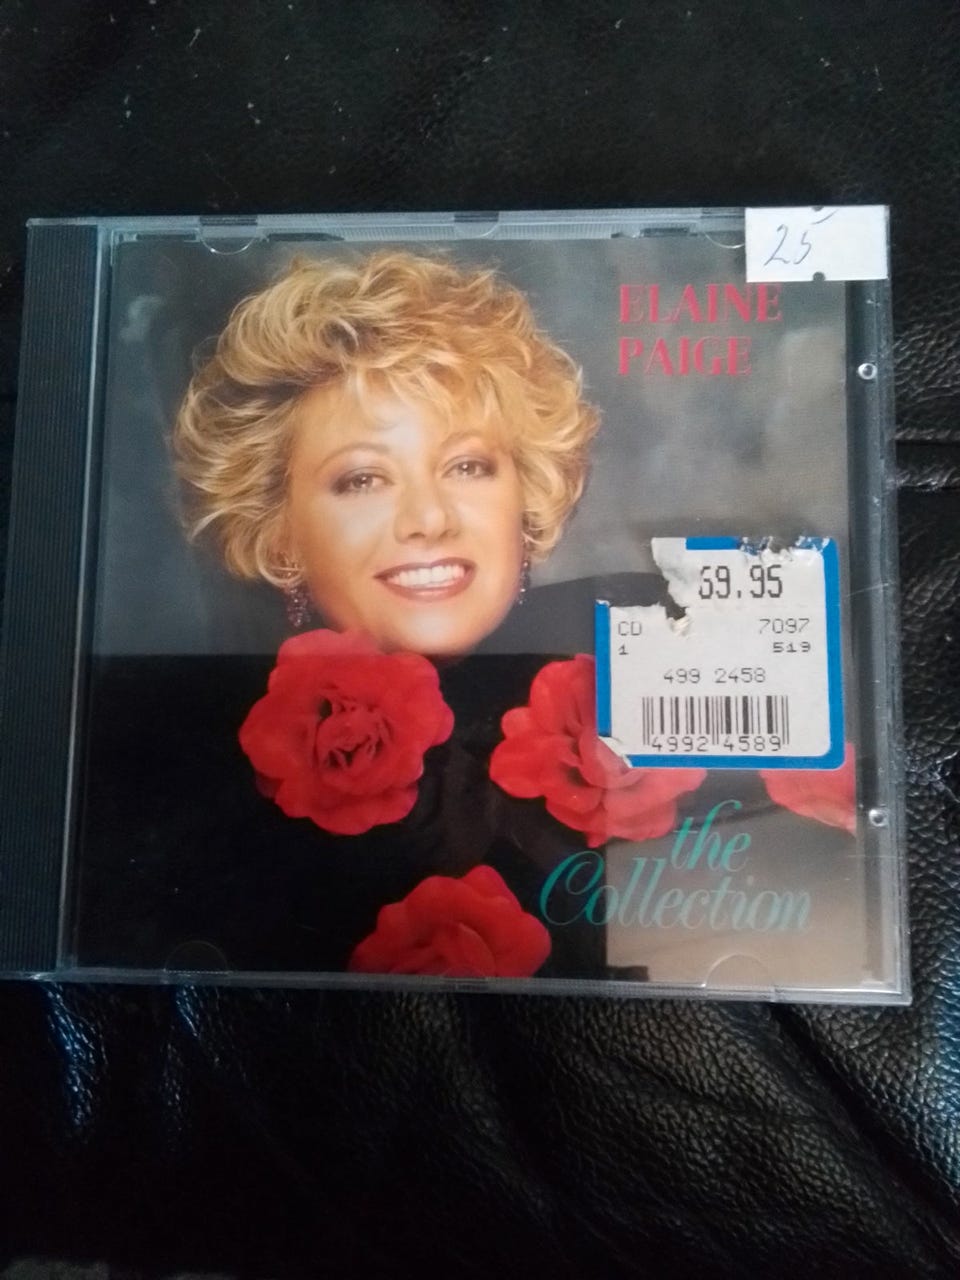 25
ELAINE
PAIGE
69.95
CD 7097
1 519
499 2458
4992 4589
the
Collection